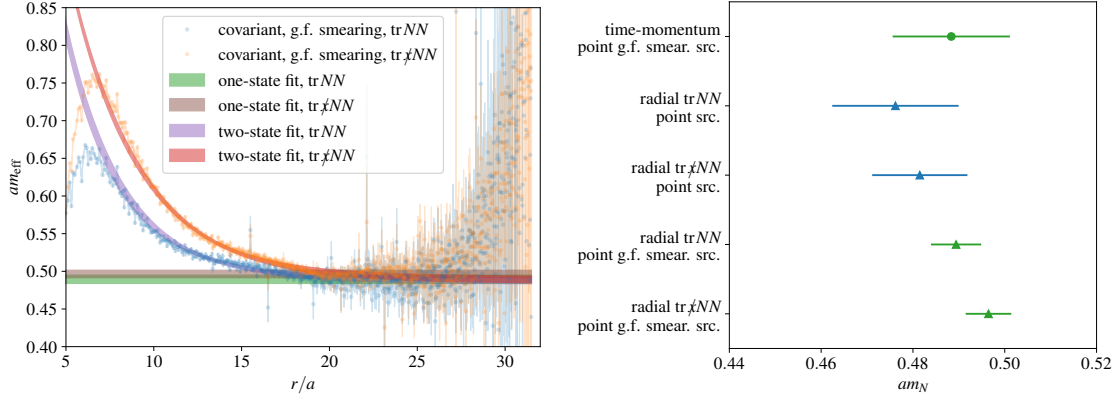 0.85
0.80
0.75
0.70
0.65
0.60
0.55
0.50
0.45
0.40
am_eff
covariant, g.f. smearing, tr NN
covariant, g.f. smearing, tr x̸NN
one-state fit, tr NN
one-state fit, tr x̸NN
two-state fit, tr NN
two-state fit, tr x̸NN
5 10 15 20 25 30
r/a
time-momentum
point g.f. smear. src.
radial tr NN
point src.
radial tr x̸NN
point src.
radial tr NN
point g.f. smear. src.
radial tr x̸NN
point g.f. smear. src.
0.44 0.46 0.48 0.50 0.52
am_N